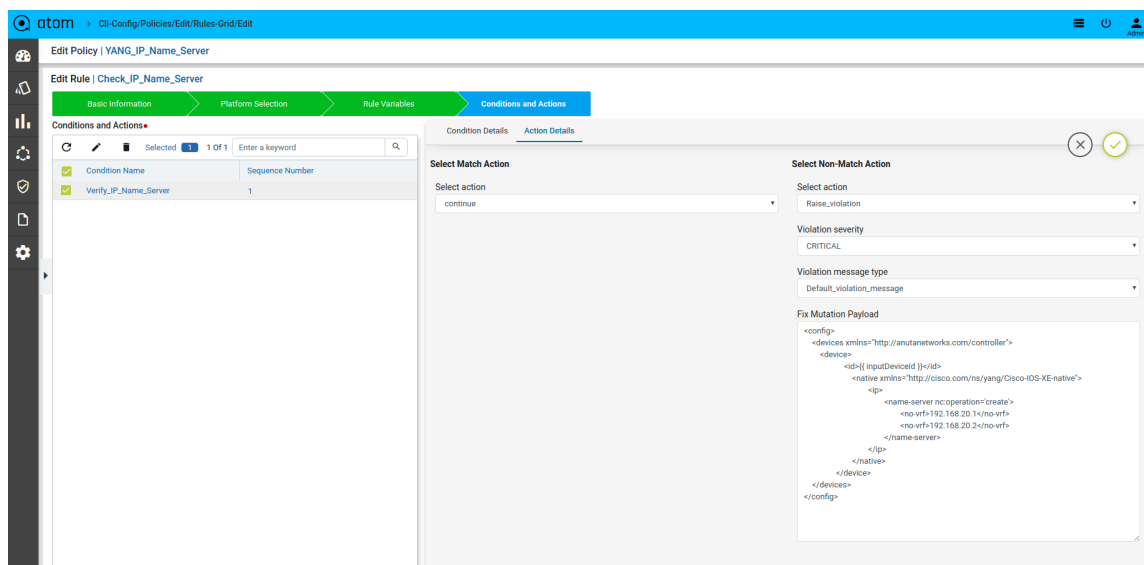 atom > Cli-Config/Policies/Edit/Rules-Grid/Edit
Admin
Edit Policy | YANG_IP_Name_Server
Edit Rule | Check_IP_Name_Server
Basic Information
Platform Selection
Rule Variables
Conditions and Actions
Conditions and Actions
Selected 1 1 Of 1 Enter a keyword
Condition Name Sequence Number
Verify_IP_Name_Server 1
Condition Details Action Details
Select Match Action
Select action
continue
Select Non-Match Action
Select action
Raise_violation
Violation severity
CRITICAL
Violation message type
Default_violation_message
Fix Mutation Payload
<config>
<devices xmlns="http://anutanetworks.com/controller">
<device>
<id>{{ inputDeviceId }}</id>
<native xmlns="http://cisco.com/ns/yang/Cisco-IOS-XE-native">
<ip>
<name-server nc:operation='create'>
<no-vrf>192.168.20.1</no-vrf>
<no-vrf>192.168.20.2</no-vrf>
</name-server>
</ip>
</native>
</device>
</devices>
</config>